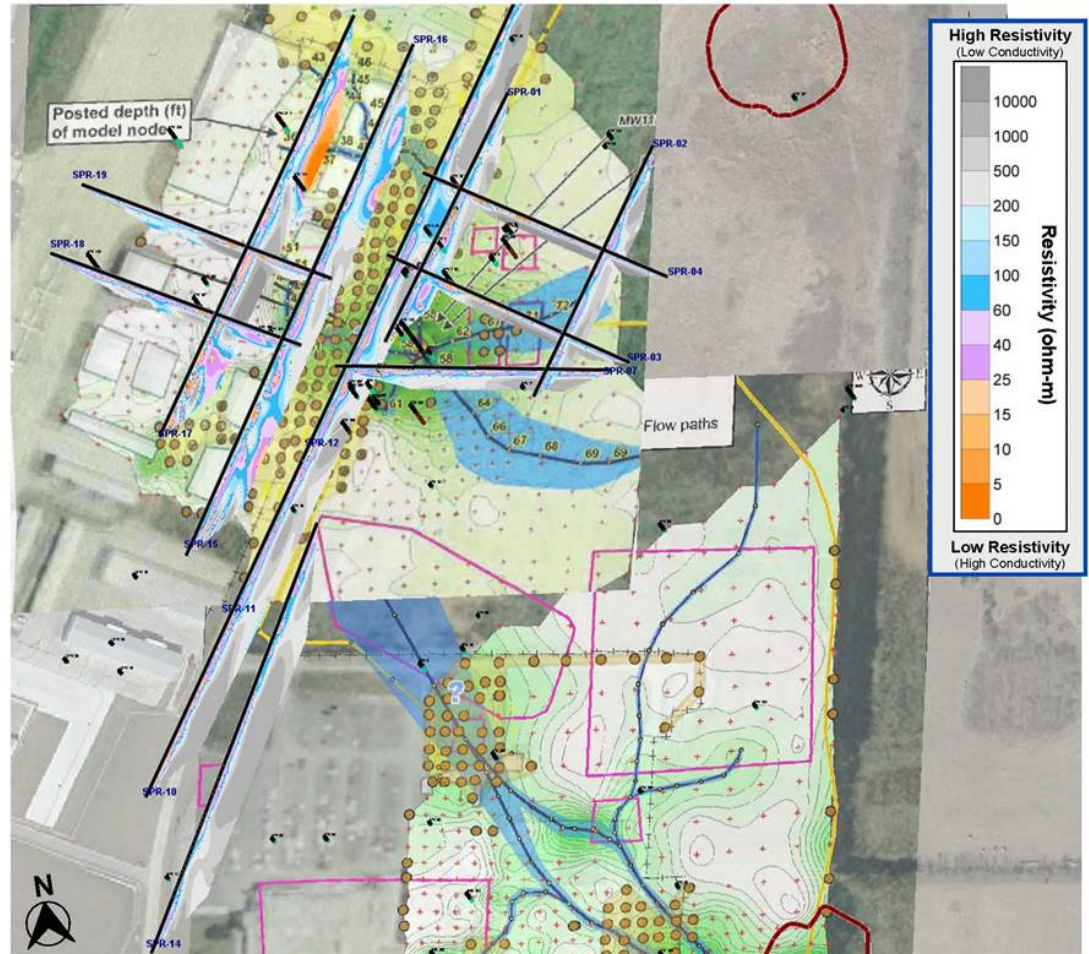 High Resistivity
(Low Conductivity)
10000
1000
500
200
150
100
60
40
25
15
10
5
0
Resistivity (ohm-m)
Low Resistivity
(High Conductivity)
SPR-16
SPR-01
43
46
45
44
45
Posted depth (ft)
of model node
38
37
MW11
SPR-02
SPR-19
SPR-18
51
SPR-04
72
62
58
58
SPR-03
SPR-07
61
64
66
67
68
69
69
Flow paths
W
E
S
SPR-17
SPR-12
SPR-15
SPR-11
?
SPR-10
N
SPR-14